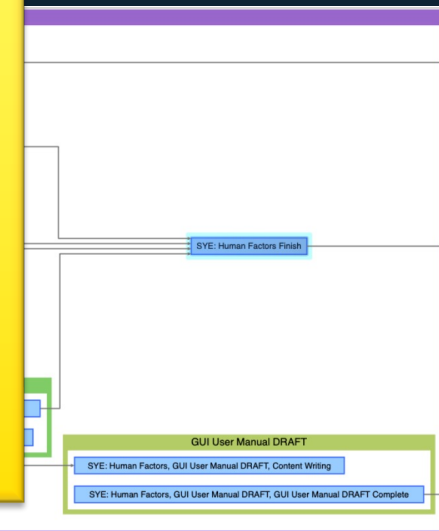 SYE: Human Factors Finish
GUI User Manual DRAFT
SYE: Human Factors, GUI User Manual DRAFT, Content Writing
SYE: Human Factors, GUI User Manual DRAFT, GUI User Manual DRAFT Complete